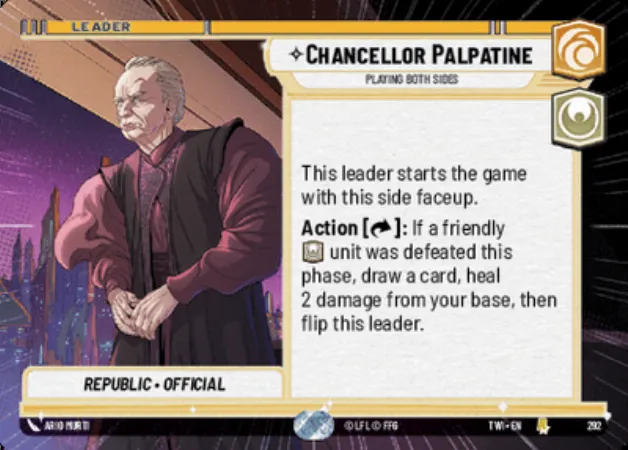 LEADER
CHANCELLOR PALPATINE
PLAYING BOTH SIDES
This leader starts the game
with this side faceup.
Action [ ]: If a friendly
unit was defeated this
phase, draw a card, heal
2 damage from your base, then
flip this leader.
REPUBLIC • OFFICIAL
ARIO MURTI
© LFL © FFG
TWI • EN
292